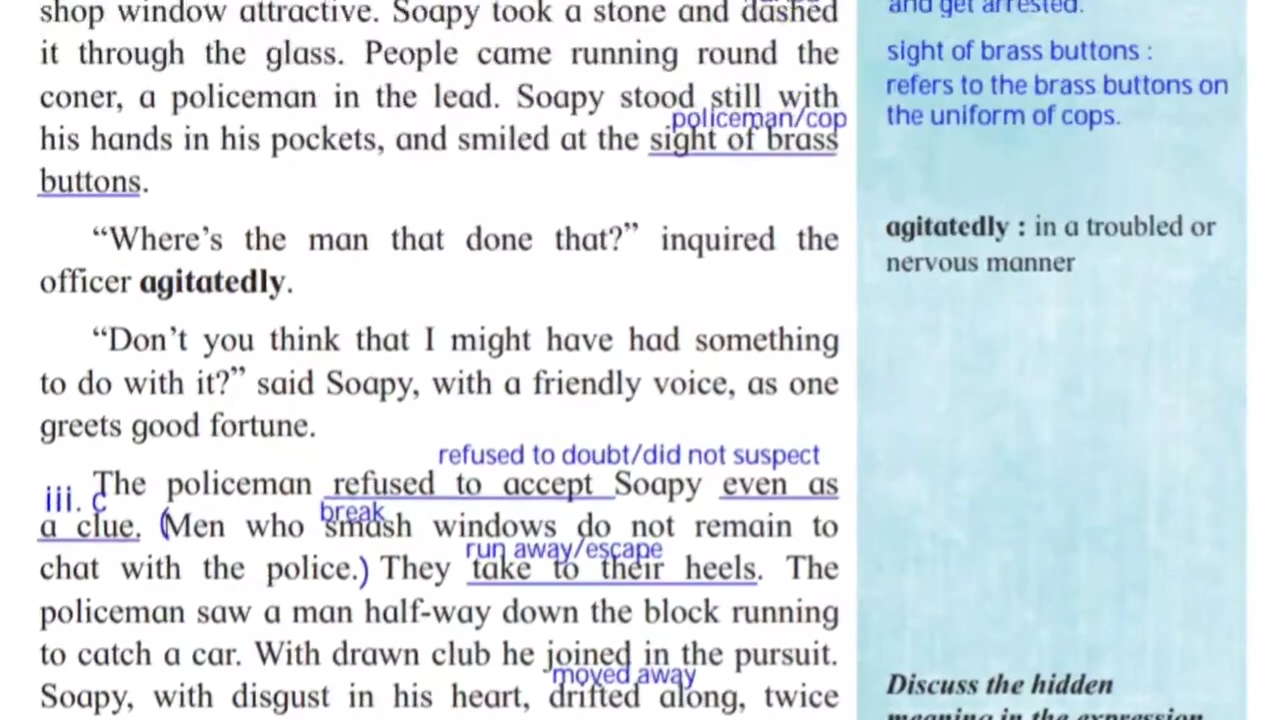 shop window attractive. Soapy took a stone and dashed
it through the glass. People came running round the
coner, a policeman in the lead. Soapy stood still with
policeman/cop
his hands in his pockets, and smiled at the sight of brass
buttons.
“Where’s the man that done that?” inquired the
officer agitatedly.
“Don’t you think that I might have had something
to do with it?” said Soapy, with a friendly voice, as one
greets good fortune.
refused to doubt/did not suspect
iii. c
The policeman refused to accept Soapy even as
break
a clue. (Men who smash windows do not remain to
run away/escape
chat with the police.) They take to their heels. The
policeman saw a man half-way down the block running
to catch a car. With drawn club he joined in the pursuit.
moved away
Soapy, with disgust in his heart, drifted along, twice
and get arrested.
sight of brass buttons :
refers to the brass buttons on
the uniform of cops.
agitatedly : in a troubled or
nervous manner
Discuss the hidden
meaning in the expression